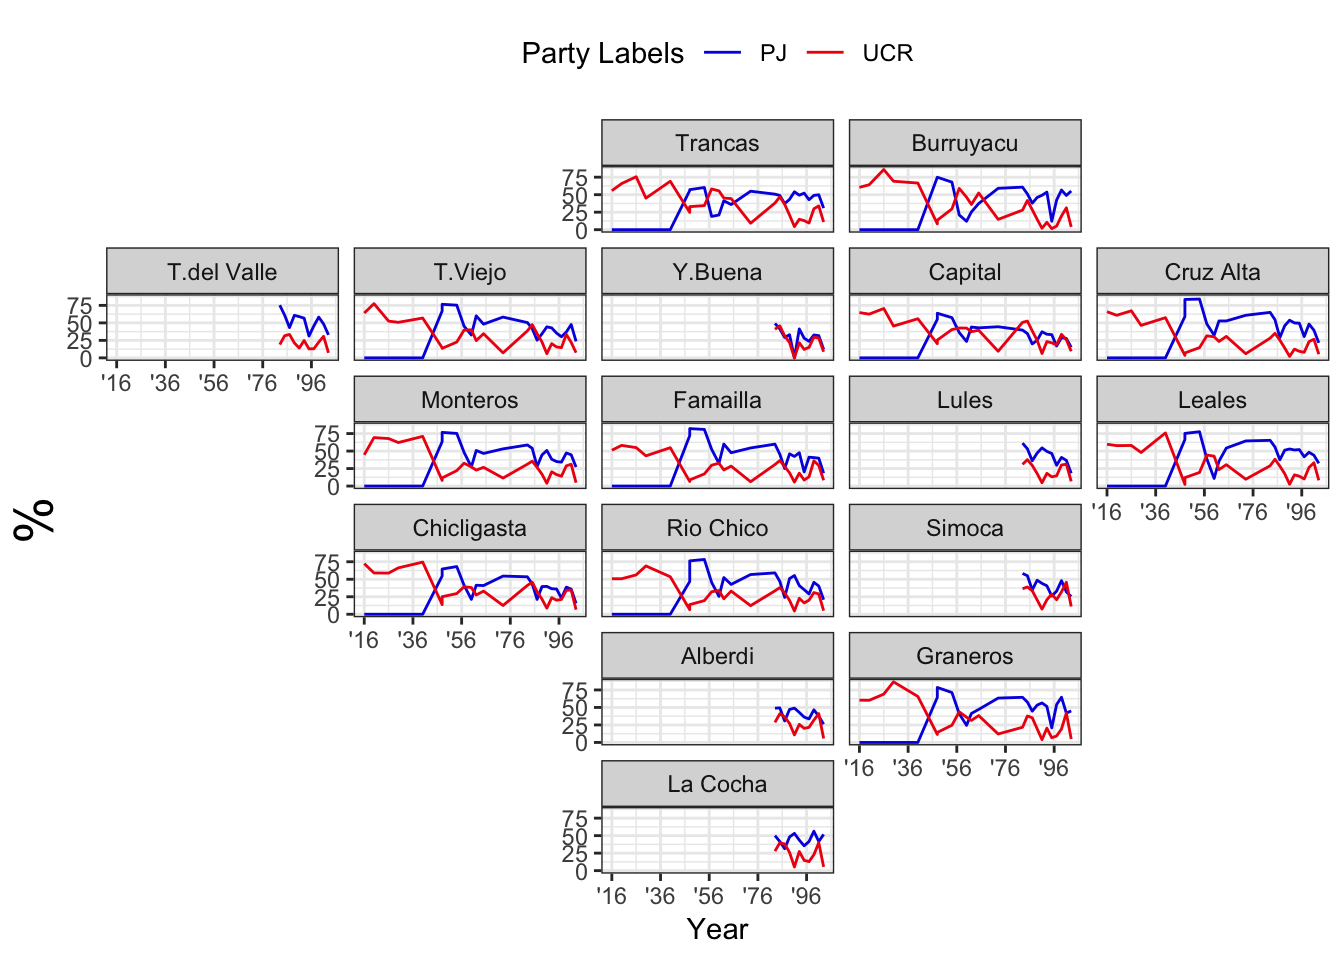 Party Labels PJ UCR
Trancas Burruyacu
75
50
25
0
T.del Valle T.Viejo Y.Buena Capital Cruz Alta
75
50
25
0
'16 '36 '56 '76 '96
Monteros Famailla Lules Leales
75
50
25
0
'16 '36 '56 '76 '96
Chicligasta Rio Chico Simoca
75
50
25
0
'16 '36 '56 '76 '96
Alberdi Graneros
75
50
25
0
'16 '36 '56 '76 '96
La Cocha
75
50
25
0
'16 '36 '56 '76 '96
Year
%